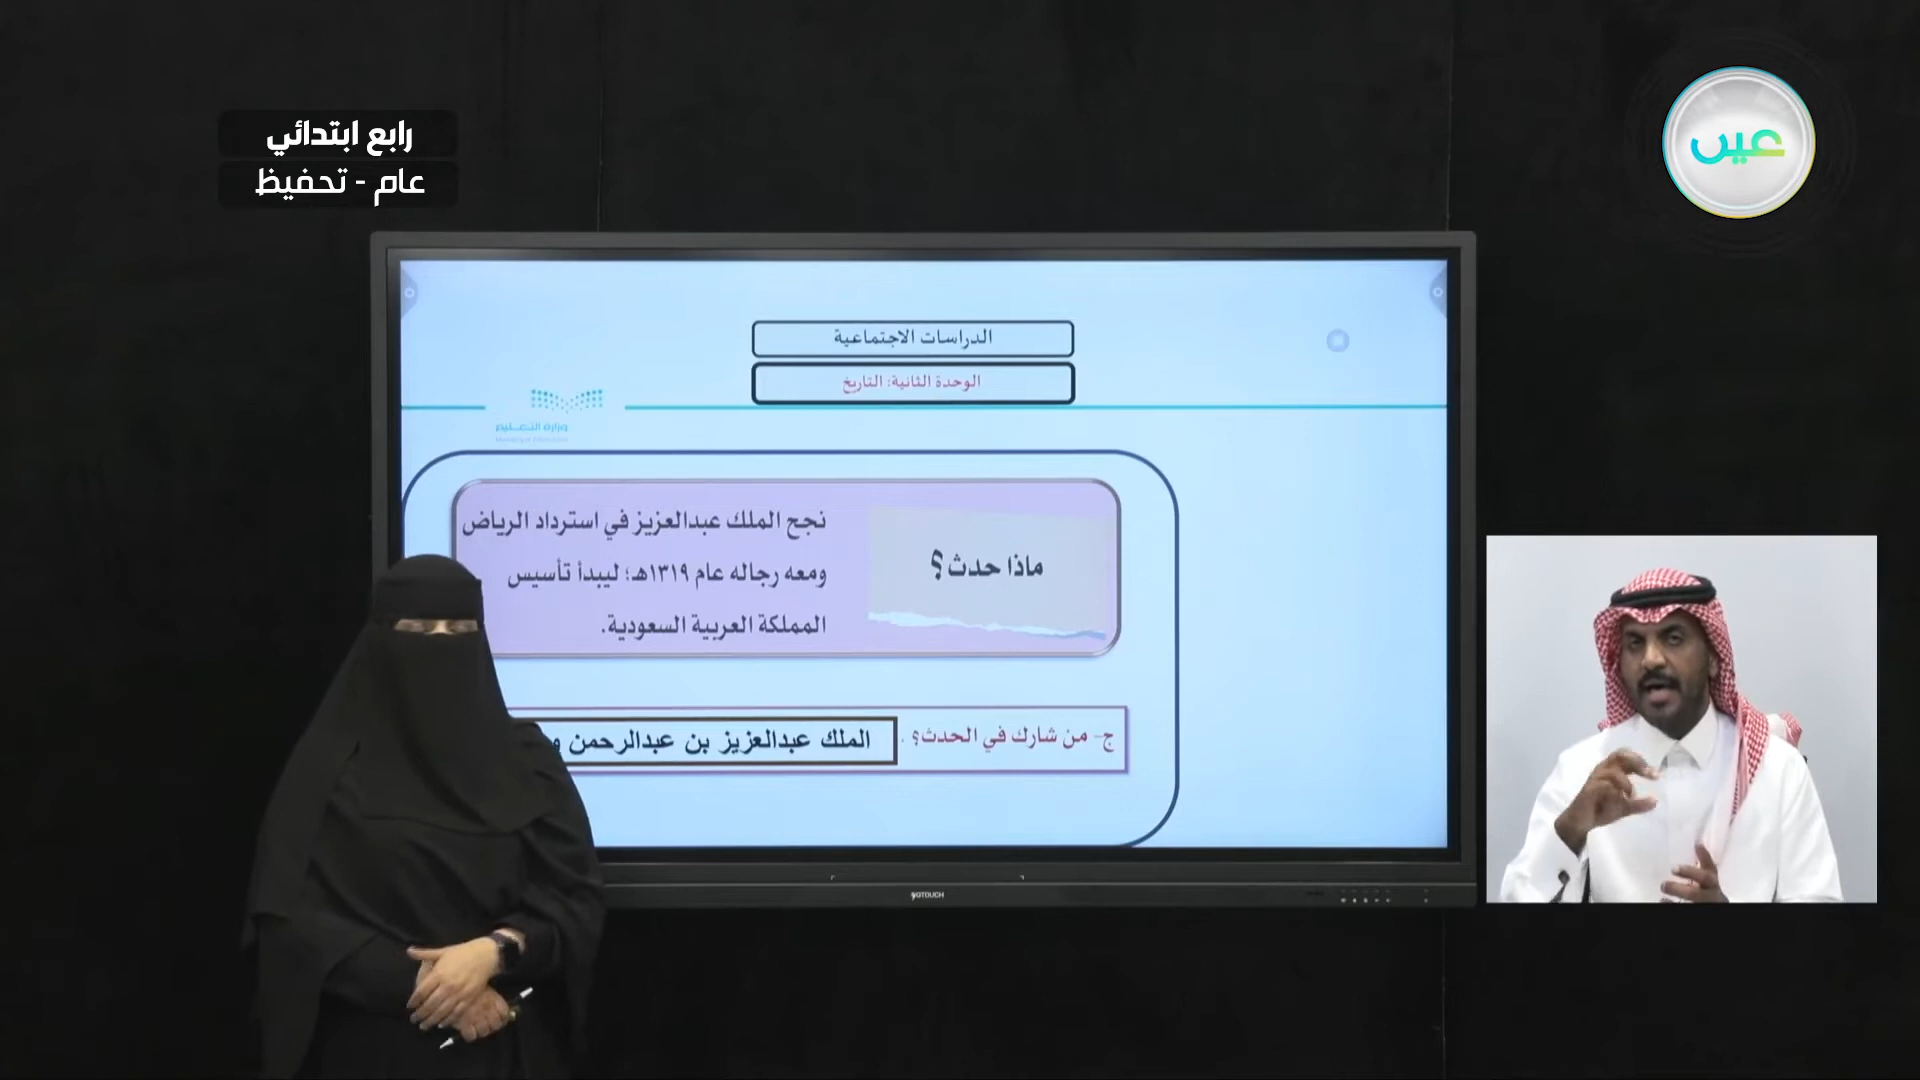 رابع ابتدائي
عام - تحفيظ
عين
الدراسات الاجتماعية
الوحدة الثانية: التاريخ
وزارة التعليم
ماذا حدث؟
نجح الملك عبدالعزيز في استرداد الرياض
ومعه رجاله عام ١٣١٩هـ؛ ليبدأ تأسيس
المملكة العربية السعودية.
ج- من شارك في الحدث؟ .
الملك عبدالعزيز بن عبدالرحمن و